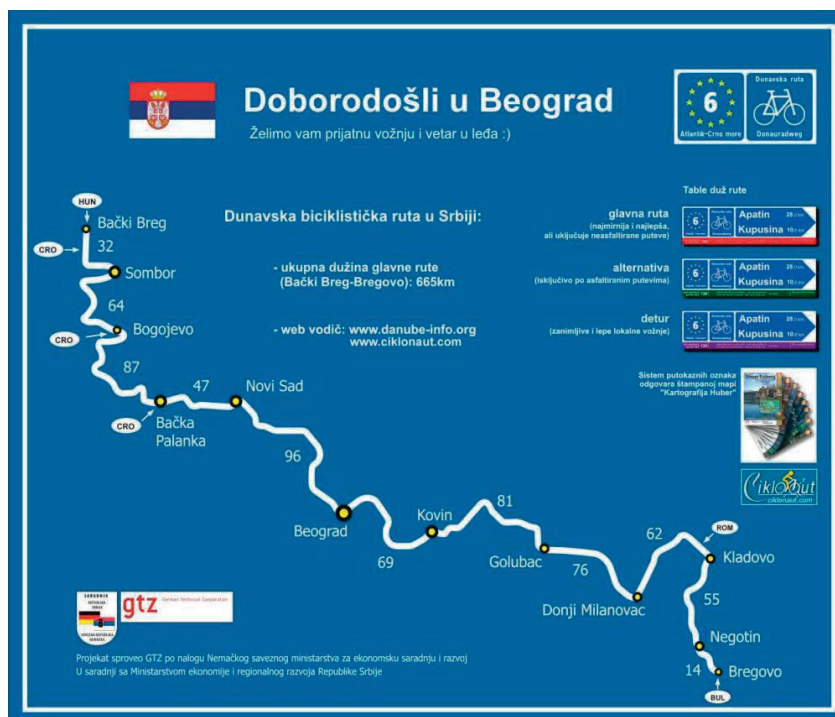 Doborodošli u Beograd
Želimo vam prijatnu vožnju i vetar u leđa :)
6
Atlantik-Crno more
Dunavska ruta
Donauradweg
Dunavska biciklistička ruta u Srbiji:
- ukupna dužina glavne rute
(Bački Breg-Bregovo): 665km
- web vodič: www.danube-info.org
www.ciklonaut.com
Table duž rute
glavna ruta
(najmirnija i najlepša,
ali uključuje neasfaltirane puteve)
6
Apatin
Kupusina
alternativa
(isključivo po asfaltiranim putevima)
6
Apatin
Kupusina
detur
(zanimljive i lepe lokalne vožnje)
6
Apatin
Kupusina
Sistem putokaznih oznaka
odgovara štampanoj mapi
"Kartografija Huber"
Ciklonaut
ciklonaut.com
HUN
Bački Breg
32
CRO
Sombor
64
Bogojevo
CRO
87
47
Novi Sad
CRO
Bačka
Palanka
96
Beograd
69
Kovin
81
Golubac
76
62
ROM
Kladovo
Donji Milanovac
55
Negotin
14
Bregovo
BUL
SARADNJA
gtz
German Technical Cooperation
Projekat sproveo GTZ po nalogu Nemačkog saveznog ministarstva za ekonomsku saradnju i razvoj
U saradnji sa Ministarstvom ekonomije i regionalnog razvoja Republike Srbije